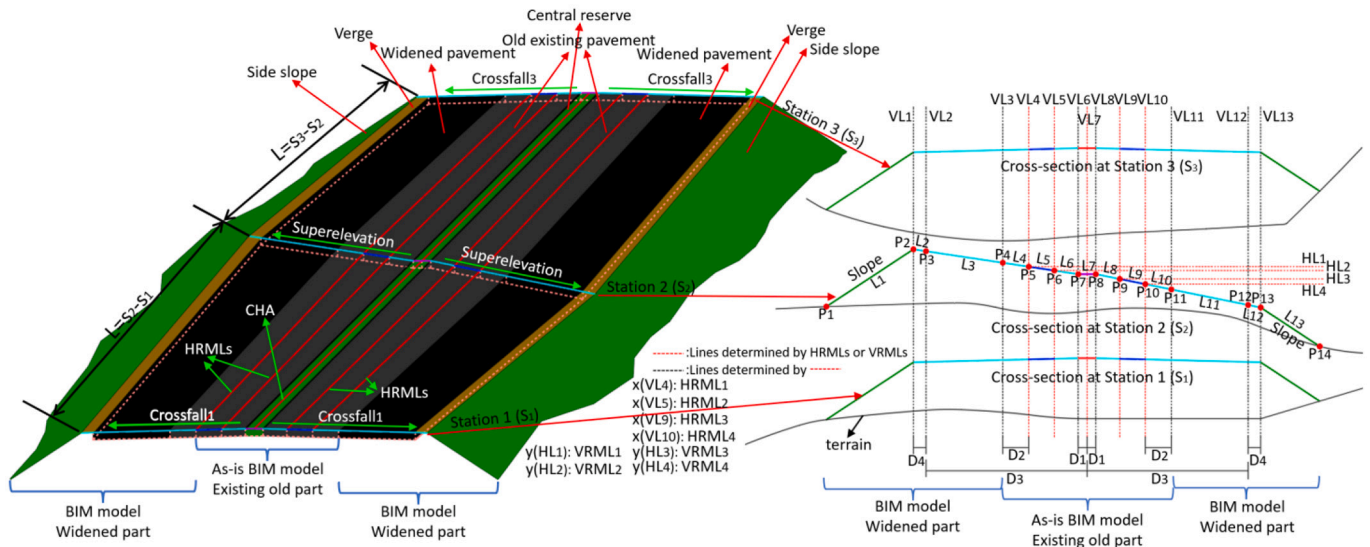 Central reserve
Verge
Old existing pavement
Verge
Widened pavement
Widened pavement
Side slope
Side slope
Crossfall3
Crossfall3
L=S3-S2
Station 3 (S3)
Superelevation
Superelevation
Station 2 (S2)
L=S2-S1
CHA
HRMLs
HRMLs
Crossfall1
Crossfall1
Station 1 (S1)
As-is BIM model
Existing old part
BIM model
Widened part
BIM model
Widened part
VL3 VL4 VL5 VL6 VL8 VL9 VL10
VL1 VL2 VL7 VL11 VL12 VL13
Cross-section at Station 3 (S3)
P2 L2
P3
L3
P4 L4
P5
L5
P6
L6
P7
L7
P8
L8
P9
L9
P10
L10
P11
L11
P12 P13
L12
L13
Slope
P14
Slope
L1
P1
HL1
HL2
HL3
HL4
Cross-section at Station 2 (S2)
:Lines determined by HRMLs or VRMLs
:Lines determined by
x(VL4): HRML1
x(VL5): HRML2
x(VL9): HRML3
x(VL10): HRML4
y(HL1): VRML1 y(HL3): VRML3
y(HL2): VRML2 y(HL4): VRML4
Cross-section at Station 1 (S1)
terrain
D4 D2 D1 D1 D2 D4
D3 D3
BIM model
Widened part
As-is BIM model
Existing old part
BIM model
Widened part